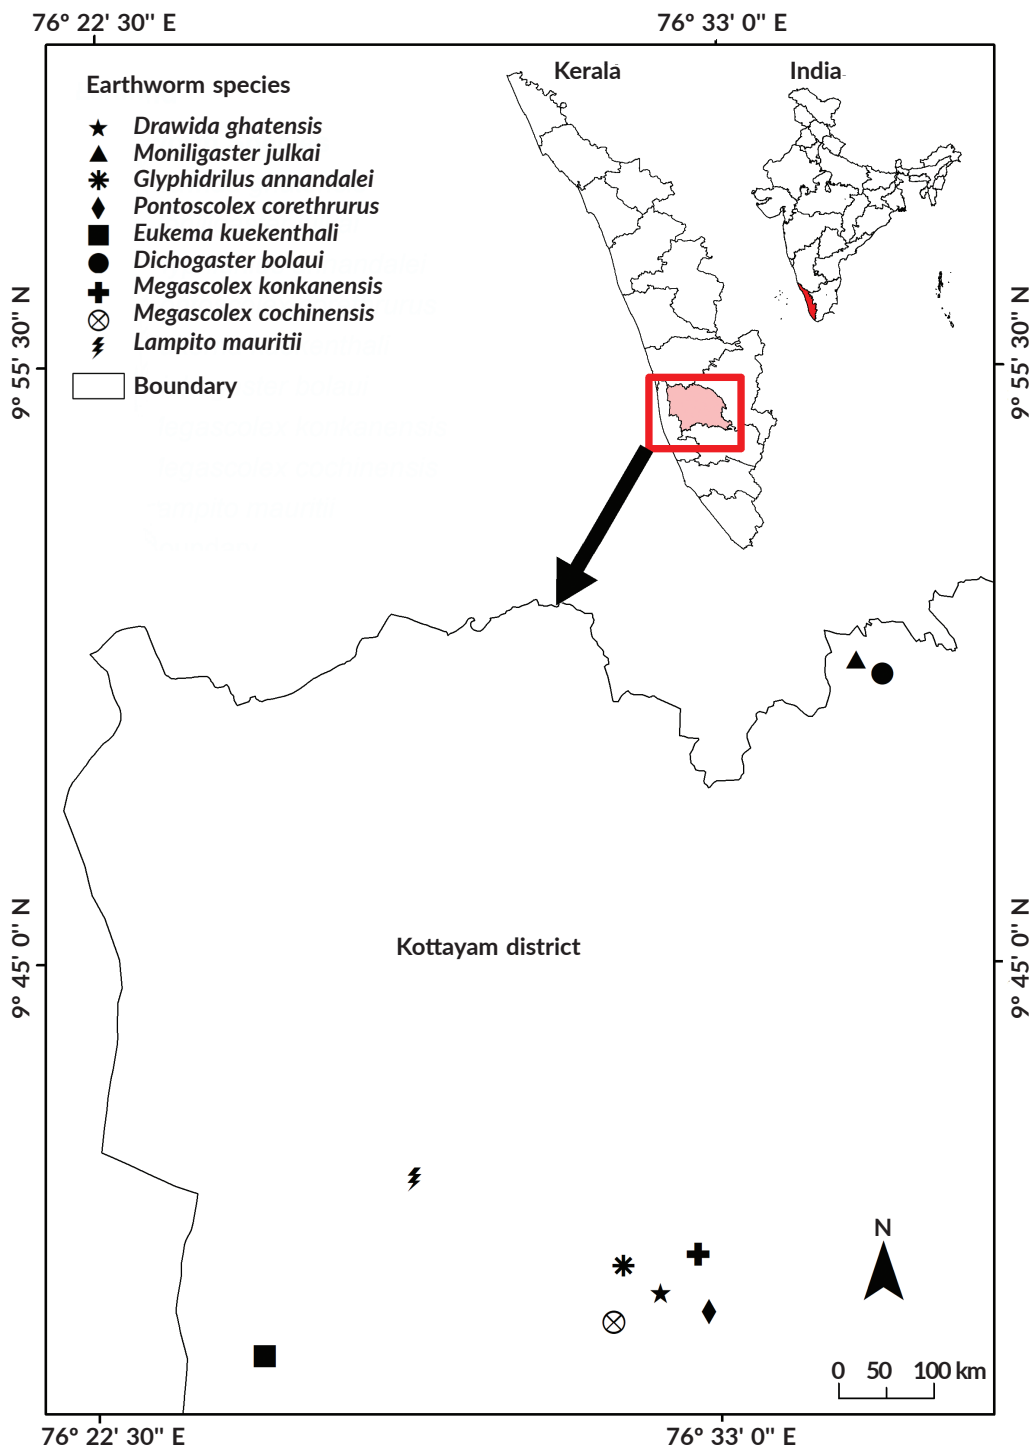 76° 22' 30" E
76° 33' 0" E
Earthworm species
Drawida ghatensis
Moniligaster julkai
Glyphidrilus annandalei
Pontoscolex corethrurus
Eukema kuekenthali
Dichogaster bolaui
Megascolex konkanensis
Megascolex cochinensis
Lampito mauritii
Boundary
Kerala
India
9° 55' 30" N
9° 55' 30" N
9° 45' 0" N
9° 45' 0" N
Kottayam district
N
0 50 100 km
76° 22' 30" E
76° 33' 0" E